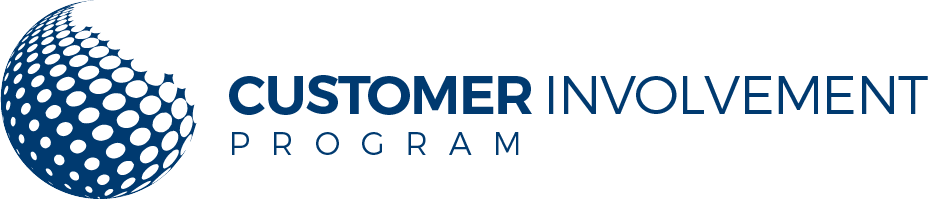 CUSTOMER INVOLVEMENT
PROGRAM